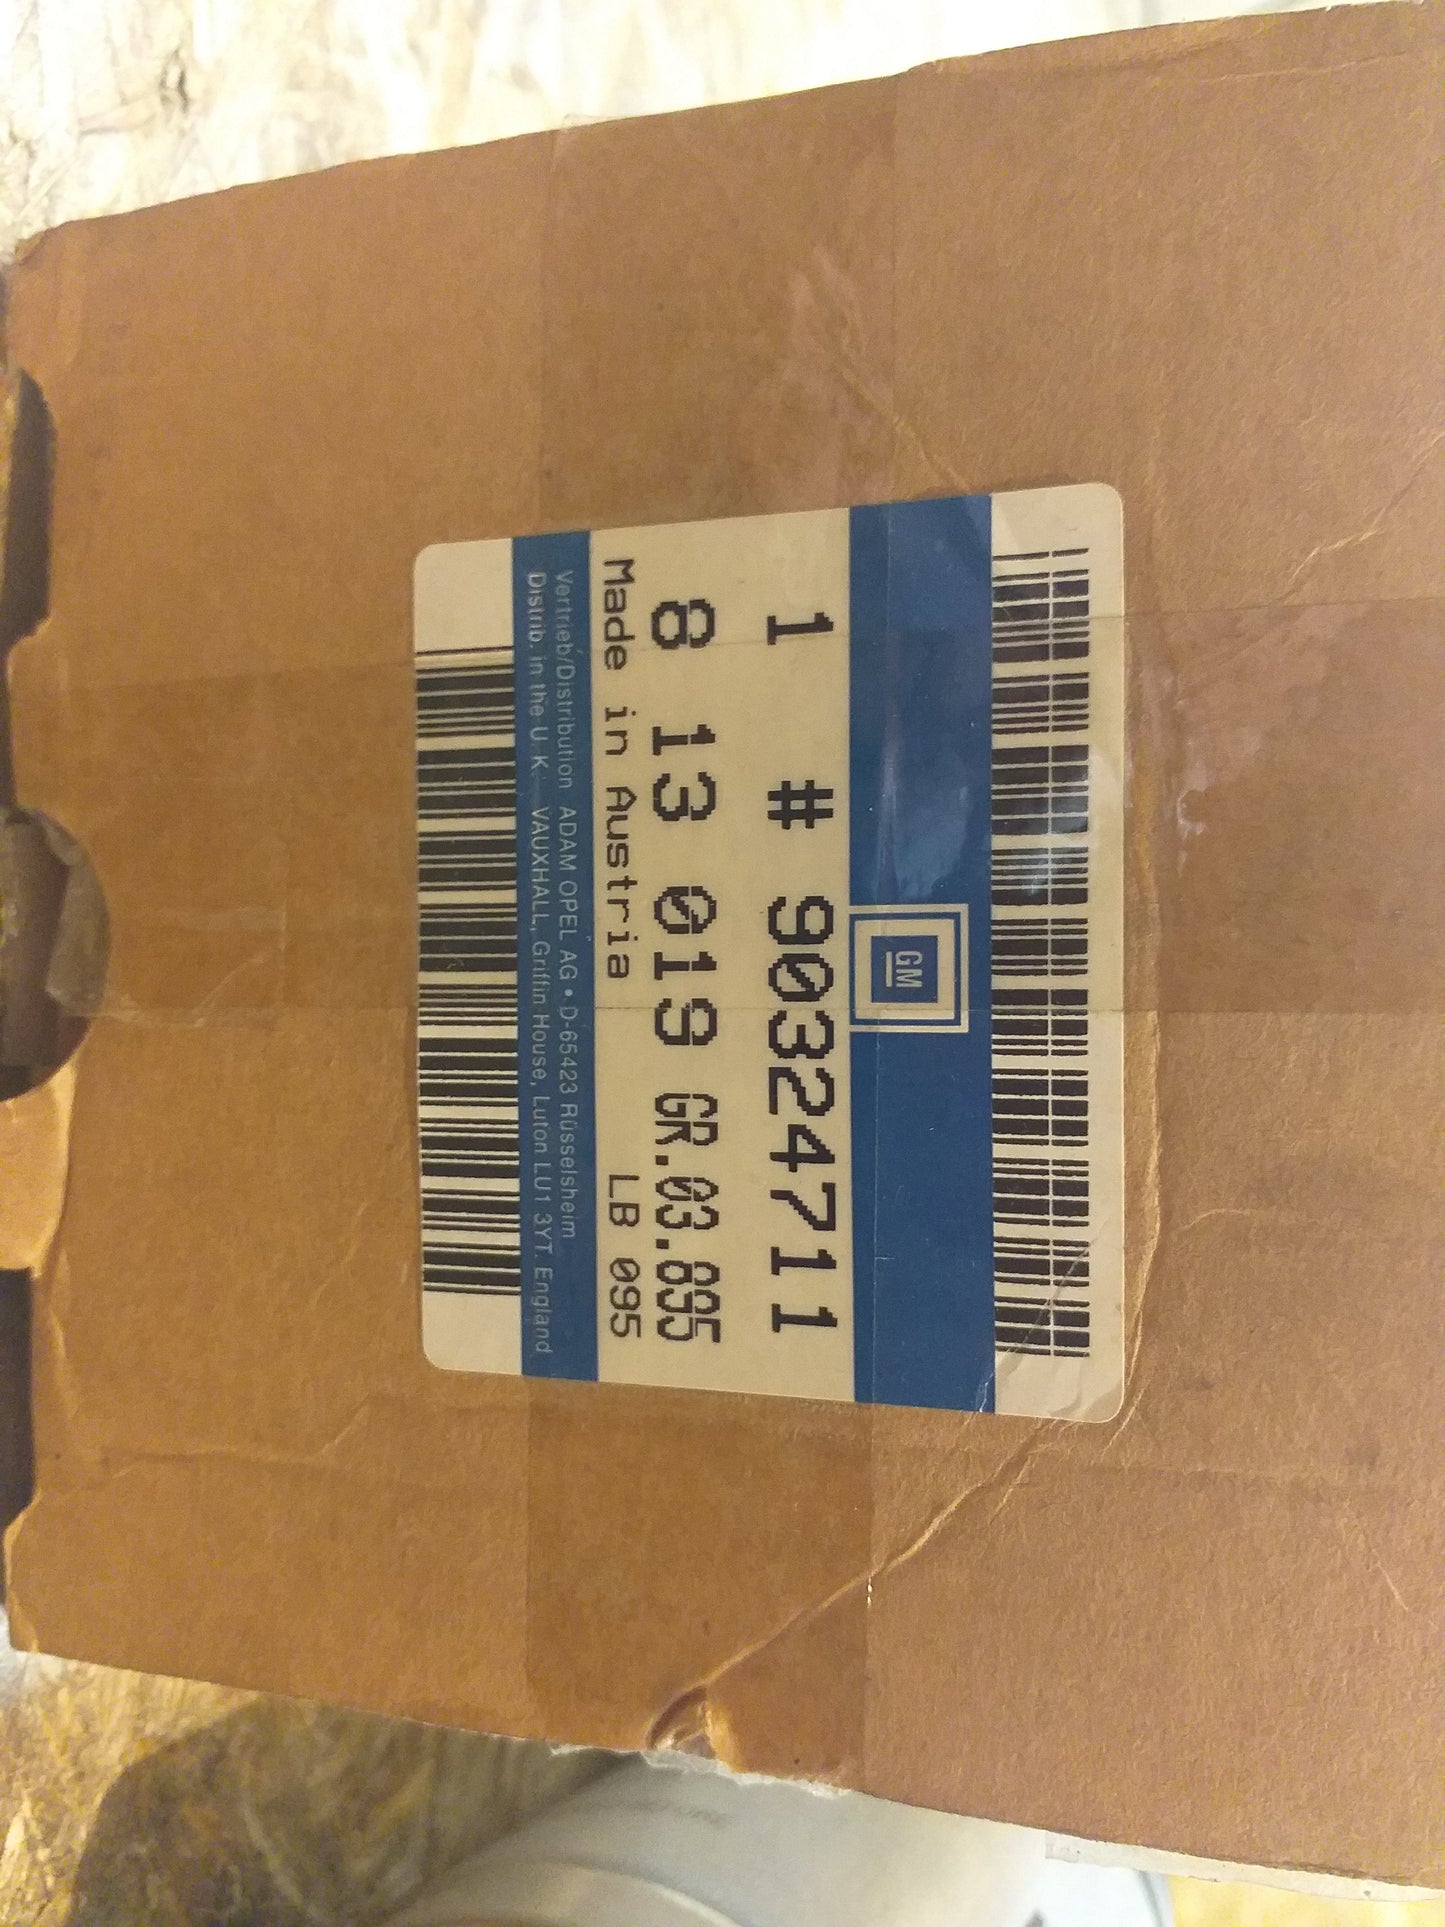 GM
1 # 90324711
8 13 019 GR.03.895
Made in Austria LB 095
Vertrieb/Distribution ADAM OPEL AG • D-65423 Rüsselsheim
Distrib. in the U.K. VAUXHALL, Griffin House, Luton LU1 3YT. England